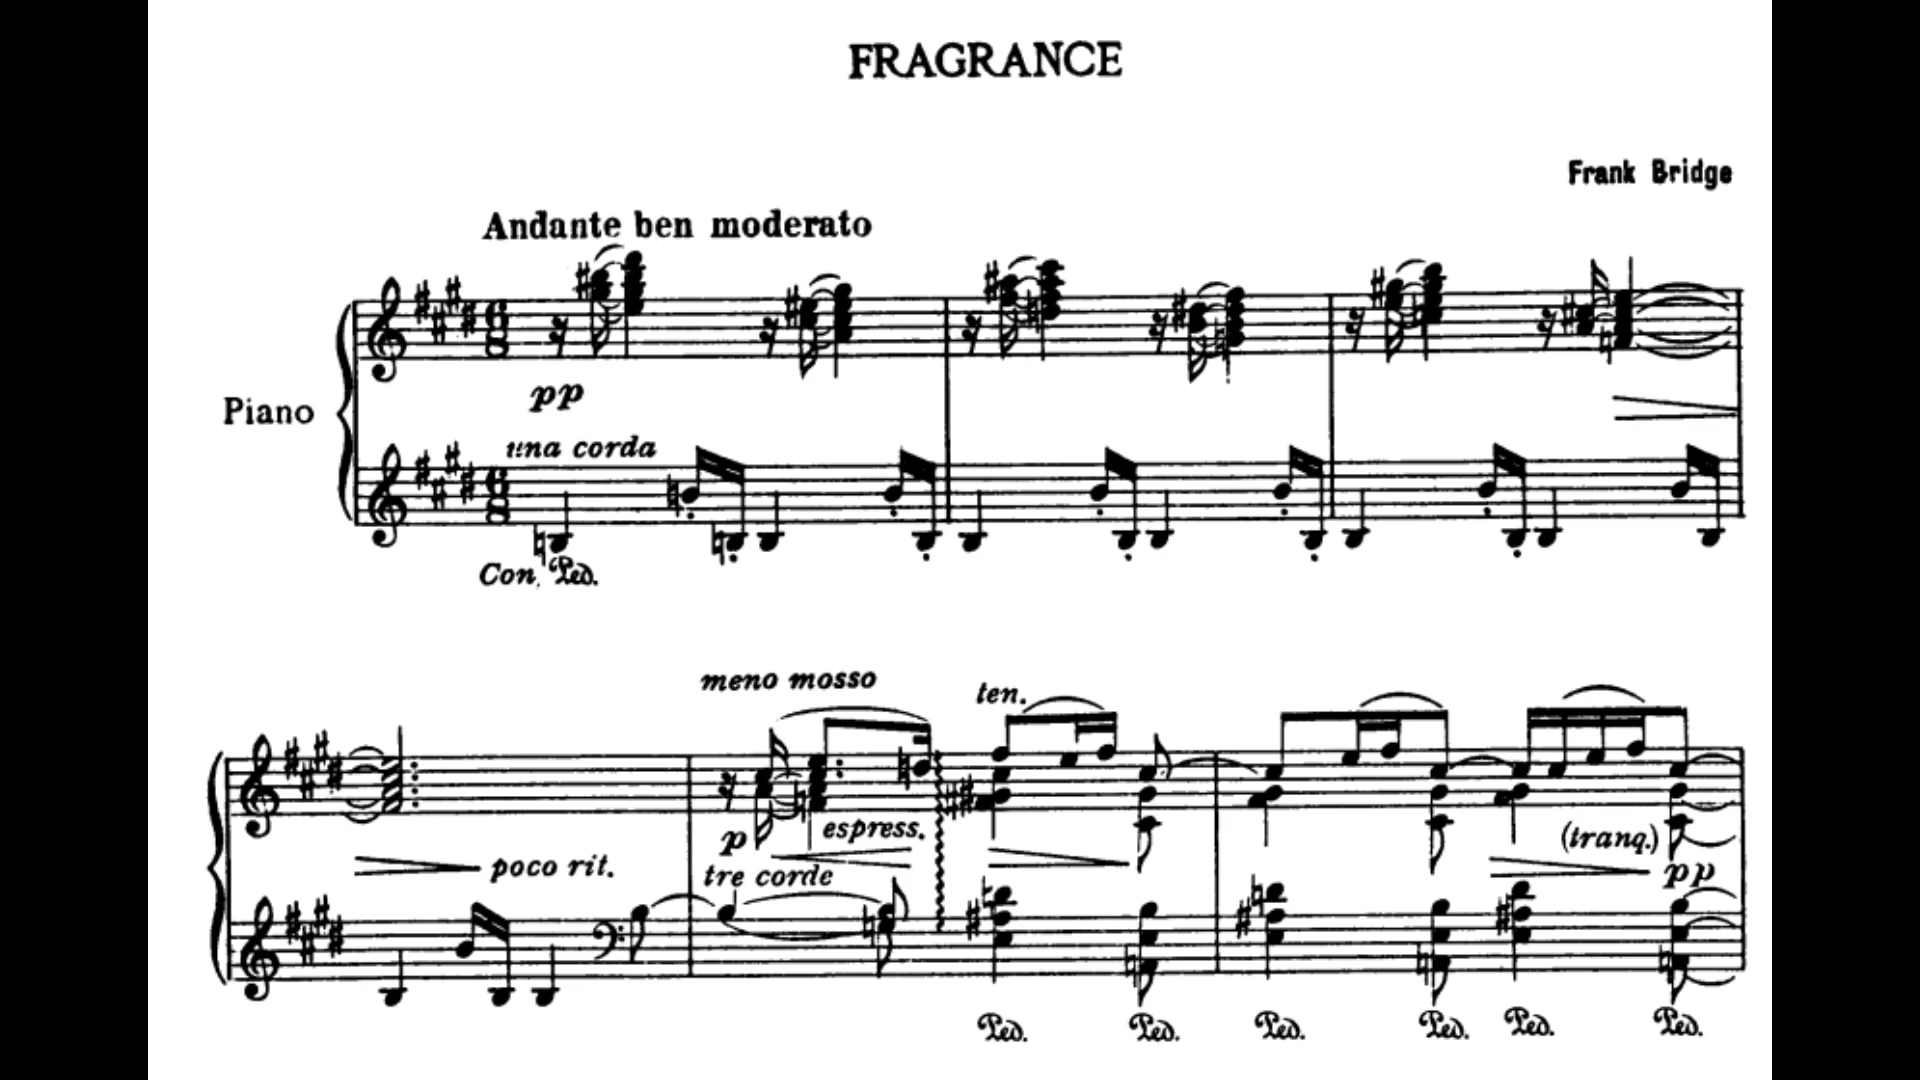 FRAGRANCE
Frank Bridge
Andante ben moderato
Piano
pp
una corda
Con Ped.
meno mosso
ten.
p
espress.
(tranq.)
poco rit.
tre corde
pp
Ped. Ped. Ped. Ped. Ped. Ped.